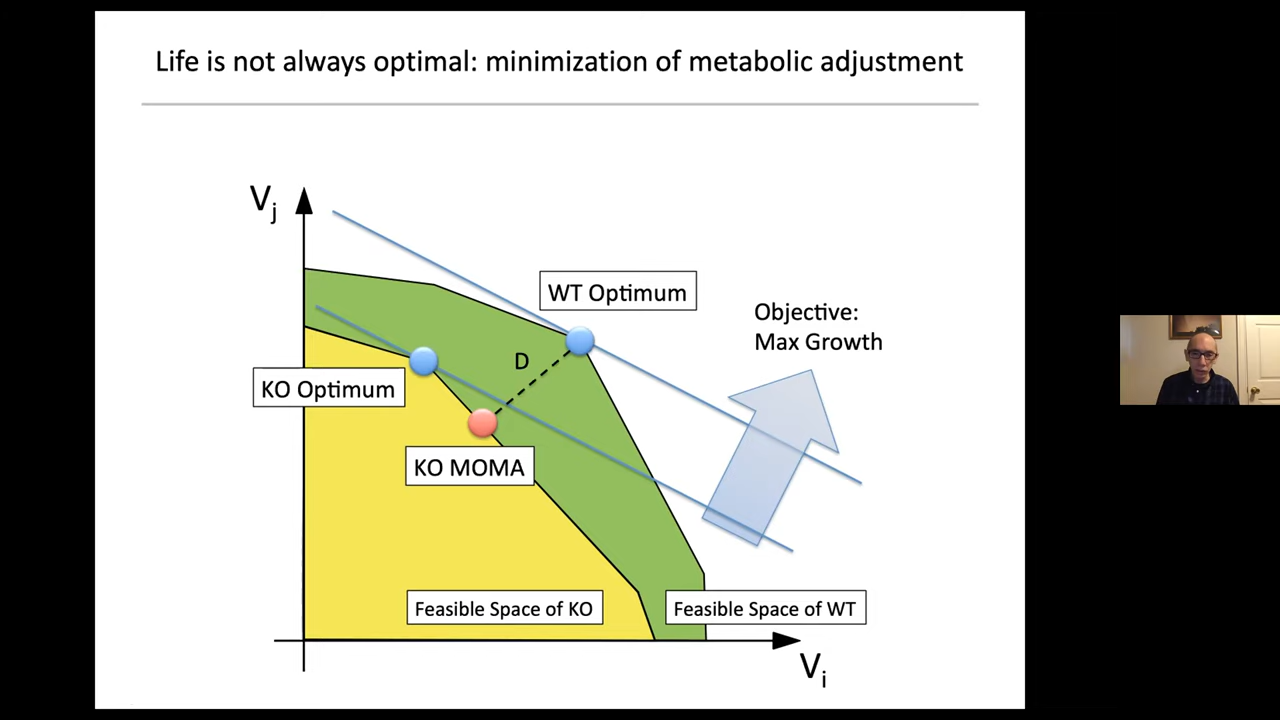 Life is not always optimal: minimization of metabolic adjustment
Vj
WT Optimum
Objective:
Max Growth
D
KO Optimum
KO MOMA
Feasible Space of KO
Feasible Space of WT
Vi